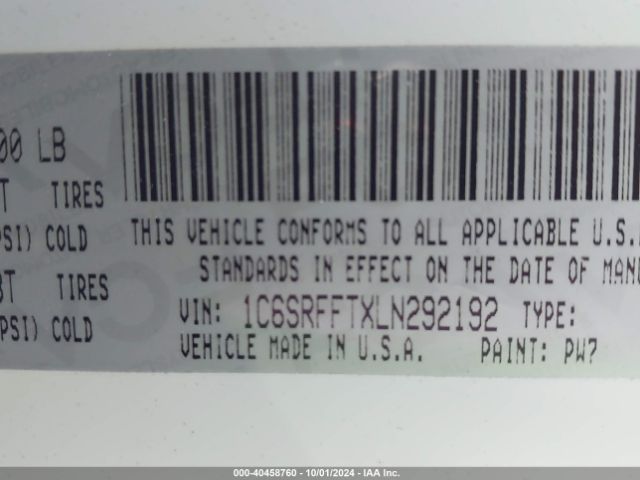 00 LB
T TIRES
PSI) COLD
THIS VEHICLE CONFORMS TO ALL APPLICABLE U.S.
BT TIRES
STANDARDS IN EFFECT ON THE DATE OF MANU
PSI) COLD
VIN: 1C6SRFFTXLN292192 TYPE:
VEHICLE MADE IN U.S.A. PAINT: PW7
000-40458760 - 10/01/2024 - IAA Inc.